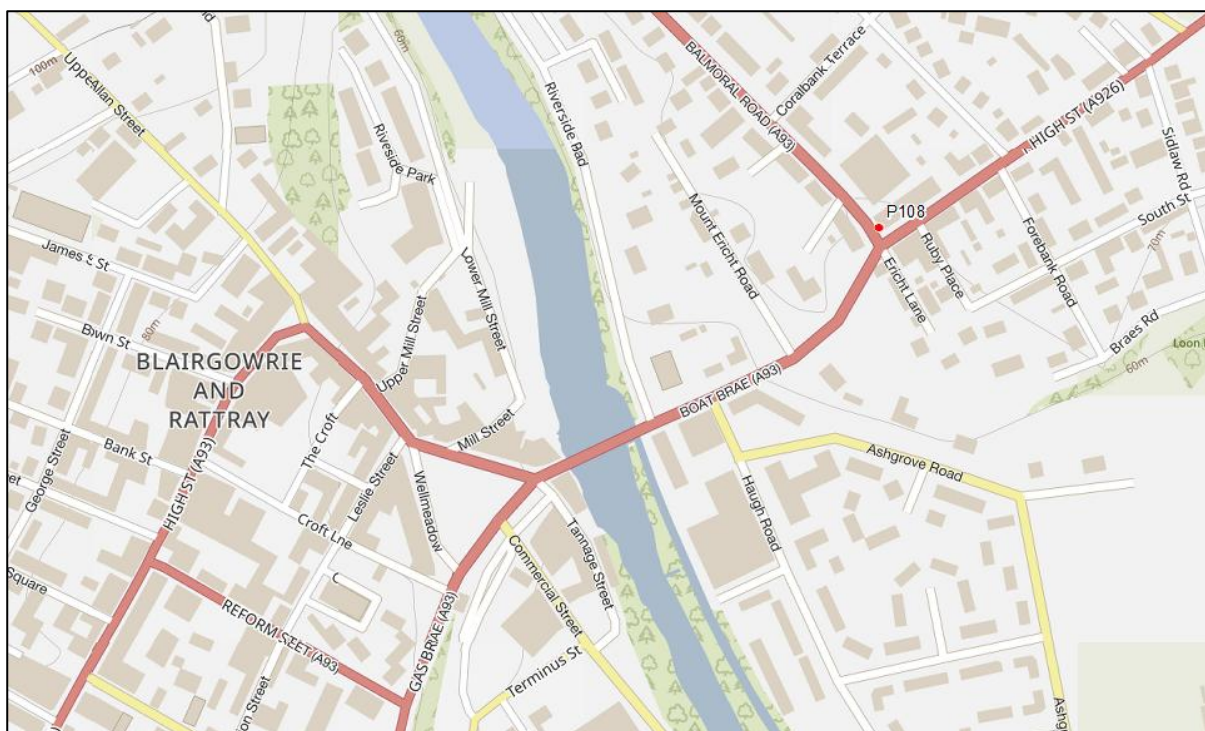 60m
BALMORAL ROAD (A93)
Coralbank Terrace
HIGH ST (A926)
100m
Allan Street
Riverside Bad
Riveside Park
Sidlaw Rd
P108
South St
Mount Ericht Road
Ruby Place
Forebank Road
70m
James S St
Lower Mill Street
Ericht Lane
Bown St
80m
Upper Mill Street
Braes Rd
BLAIRGOWRIE
AND
RATTRAY
60m
BOAT BRAE (A93)
The Croft
Mill Street
Bank St
George Street
HIGH ST (A93)
Leslie Street
Wellmeadow
Ashgrove Road
Haugh Road
Croft Lne
Tannage Street
Commercial Street
Square
REFORM STEET (A93)
GAS BRAE (A93)
Terminus St